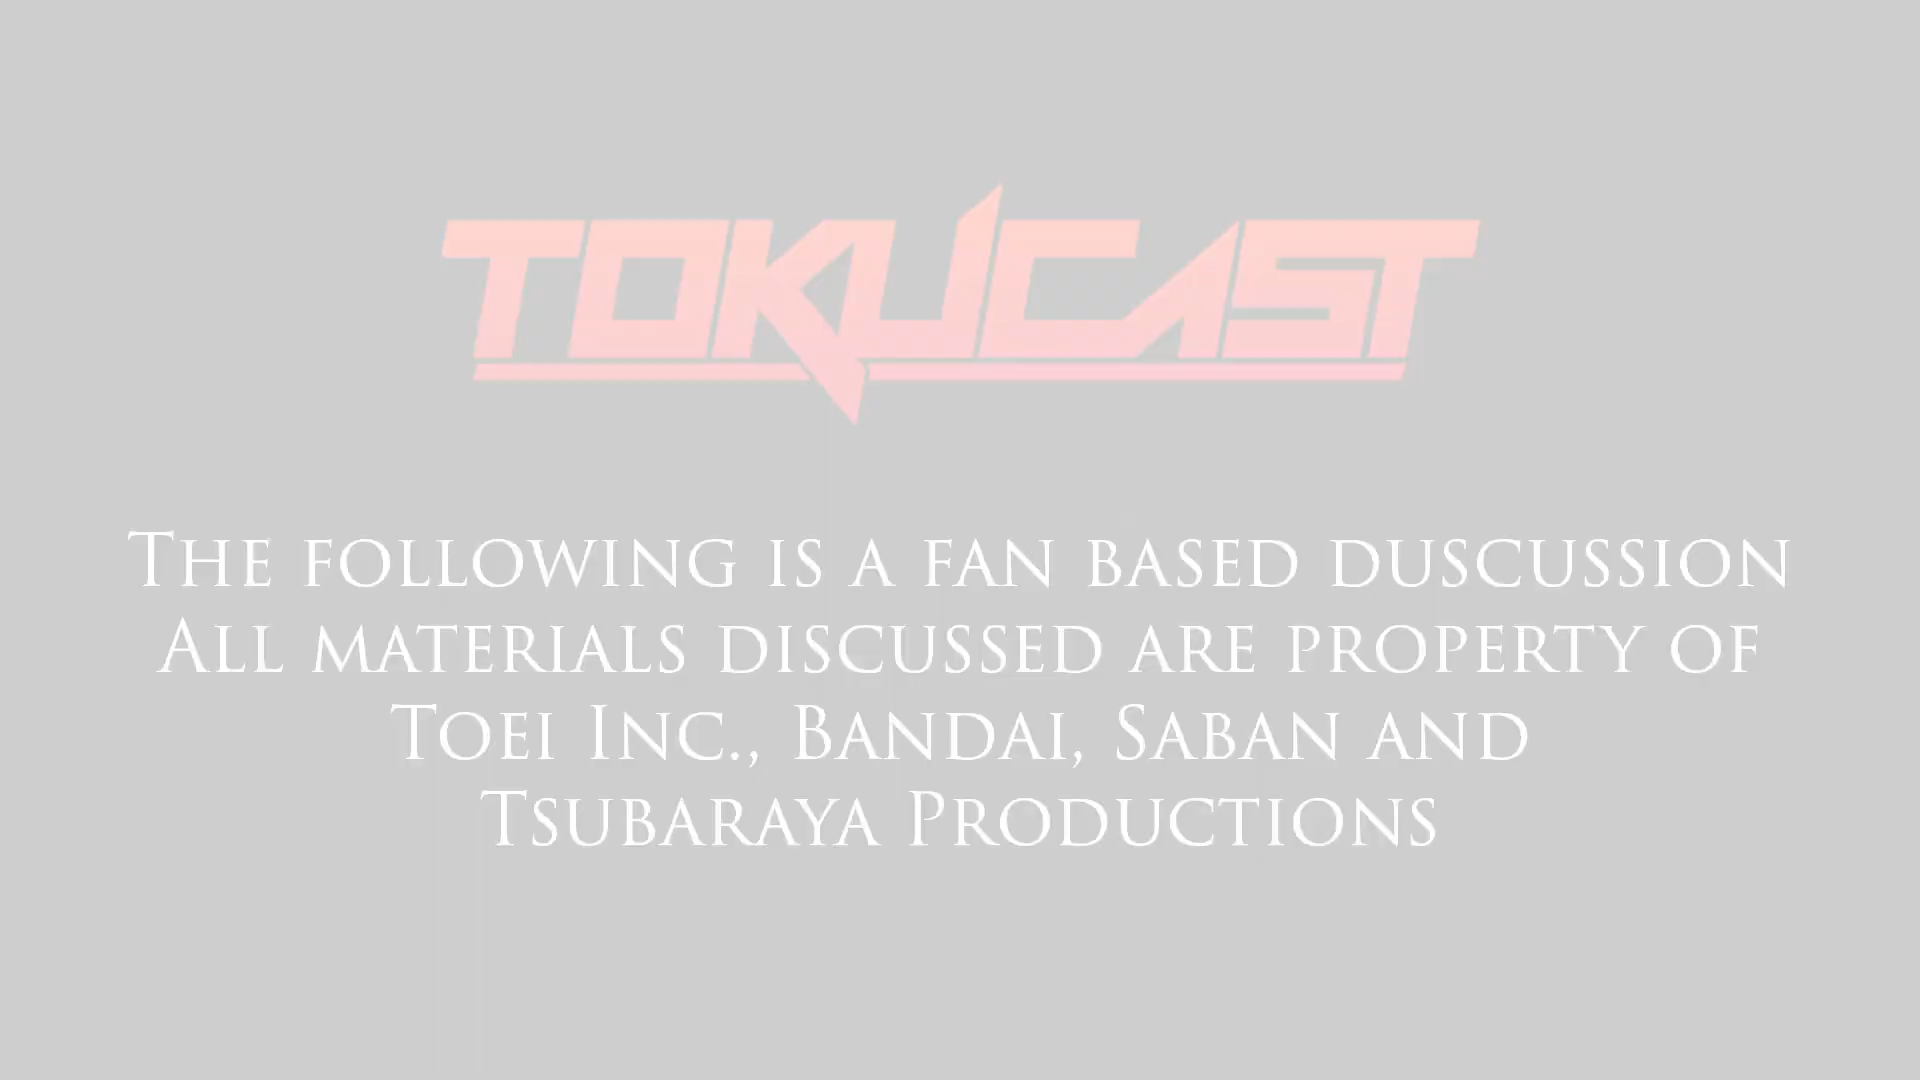 TOKUCAST
The following is a fan based duscussion
All materials discussed are property of
Toei Inc., Bandai, Saban and
Tsubaraya Productions